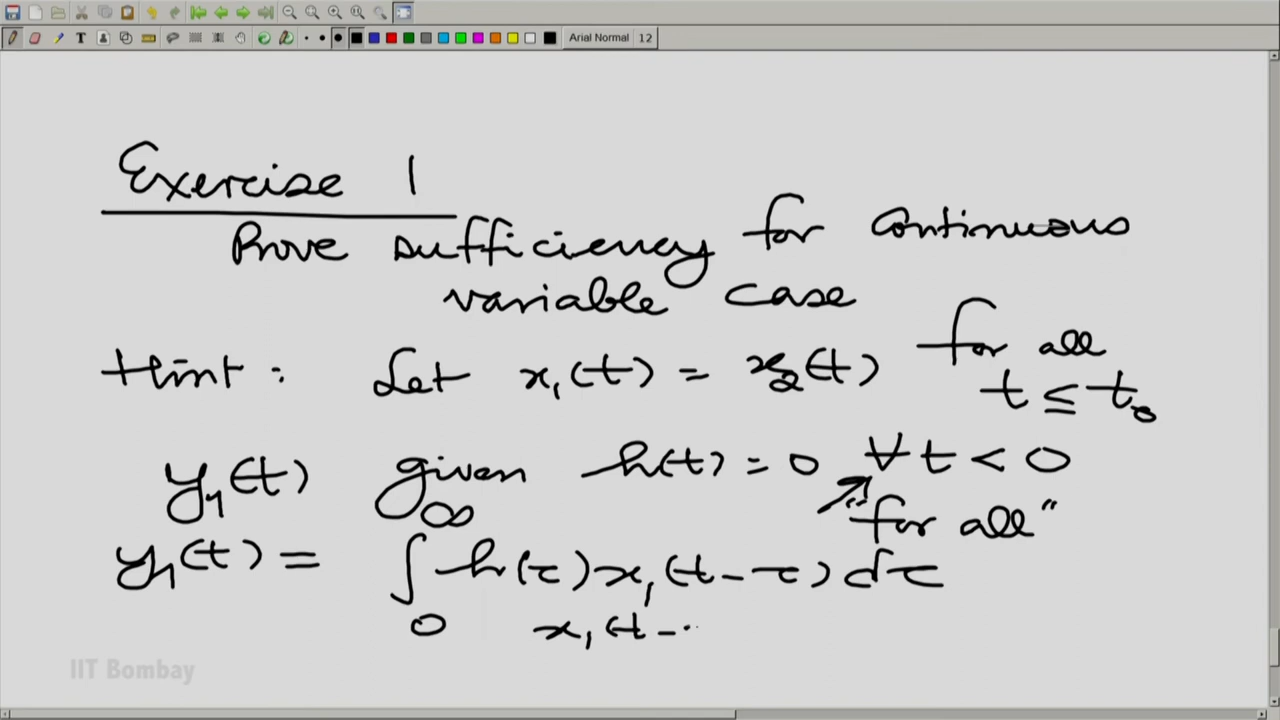 Arial Normal 12
Exercise 1
Prove sufficiency for continuous
variable case
Hint: Let x₁(t) = x₂(t) for all
t ≤ t₀
y₁(t) given h(t) = 0 ∀ t < 0
"for all"
y₁(t) = ∫₀^∞ h(τ) x₁(t - τ) dτ
x₁(t -
IIT Bombay